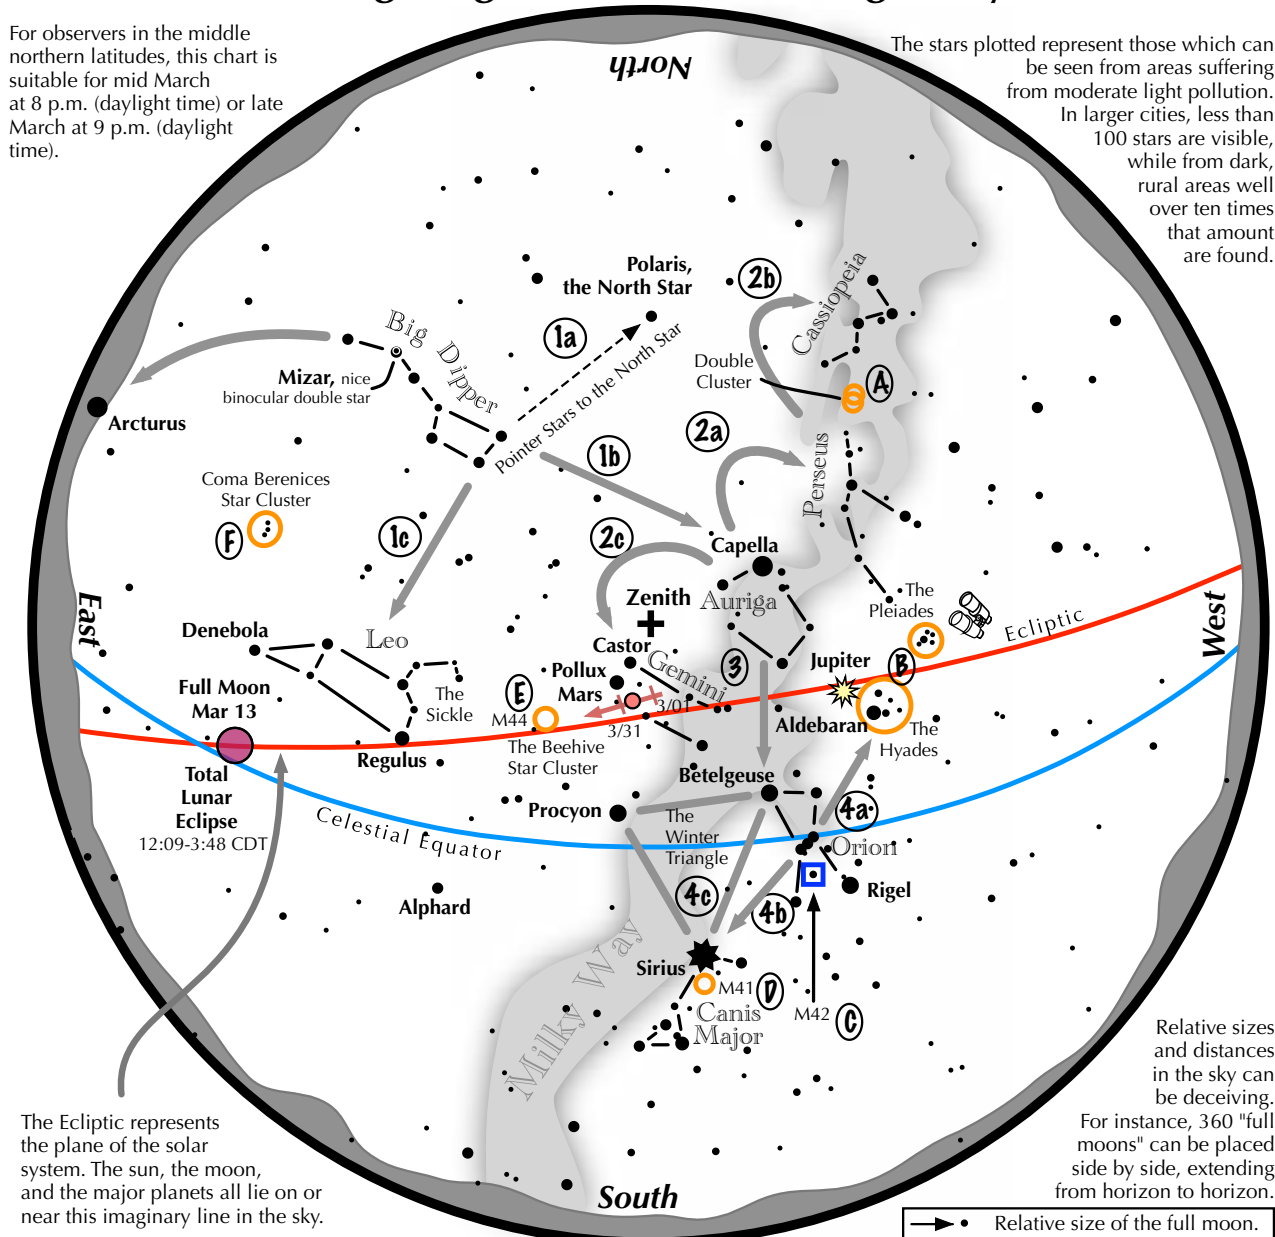 For observers in the middle
northern latitudes, this chart is
suitable for mid March
at 8 p.m. (daylight time) or late
March at 9 p.m. (daylight
time).
The stars plotted represent those which can
be seen from areas suffering
from moderate light pollution.
In larger cities, less than
100 stars are visible,
while from dark,
rural areas well
over ten times
that amount
are found.
North
Polaris,
the North Star
2b
Cassiopeia
1a
Big Dipper
Pointer Stars to the North Star
Double
Cluster
A
Mizar, nice
binocular double star
Arcturus
2a
Perseus
1b
Coma Berenices
Star Cluster
F
1c
2c
Capella
The
Pleiades
Auriga
Zenith
East
West
Ecliptic
Denebola
Leo
Castor
Gemini
3
Jupiter
B
Pollux
Mars
Full Moon
Mar 13
The
Sickle
E
M44
3/01
3/31
Aldebaran
The
Hyades
The Beehive
Star Cluster
Regulus
Total
Lunar
Eclipse
12:09-3:48 CDT
Betelgeuse
Procyon
The
Winter
Triangle
4a
Orion
Celestial Equator
Rigel
4c
4b
Alphard
Milky Way
Sirius
M41
D
M42
C
Canis
Major
Relative sizes
and distances
in the sky can
be deceiving.
For instance, 360 "full
moons" can be placed
side by side, extending
from horizon to horizon.
The Ecliptic represents
the plane of the solar
system. The sun, the moon,
and the major planets all lie on or
near this imaginary line in the sky.
South
Relative size of the full moon.